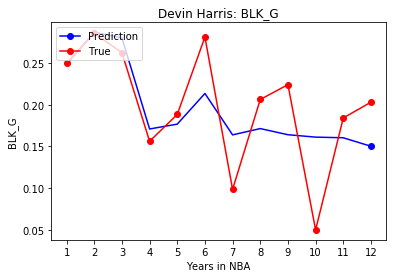 Devin Harris: BLK_G
Prediction
True
0.25
0.20
0.15
0.10
0.05
BLK_G
1 2 3 4 5 6 7 8 9 10 11 12
Years in NBA